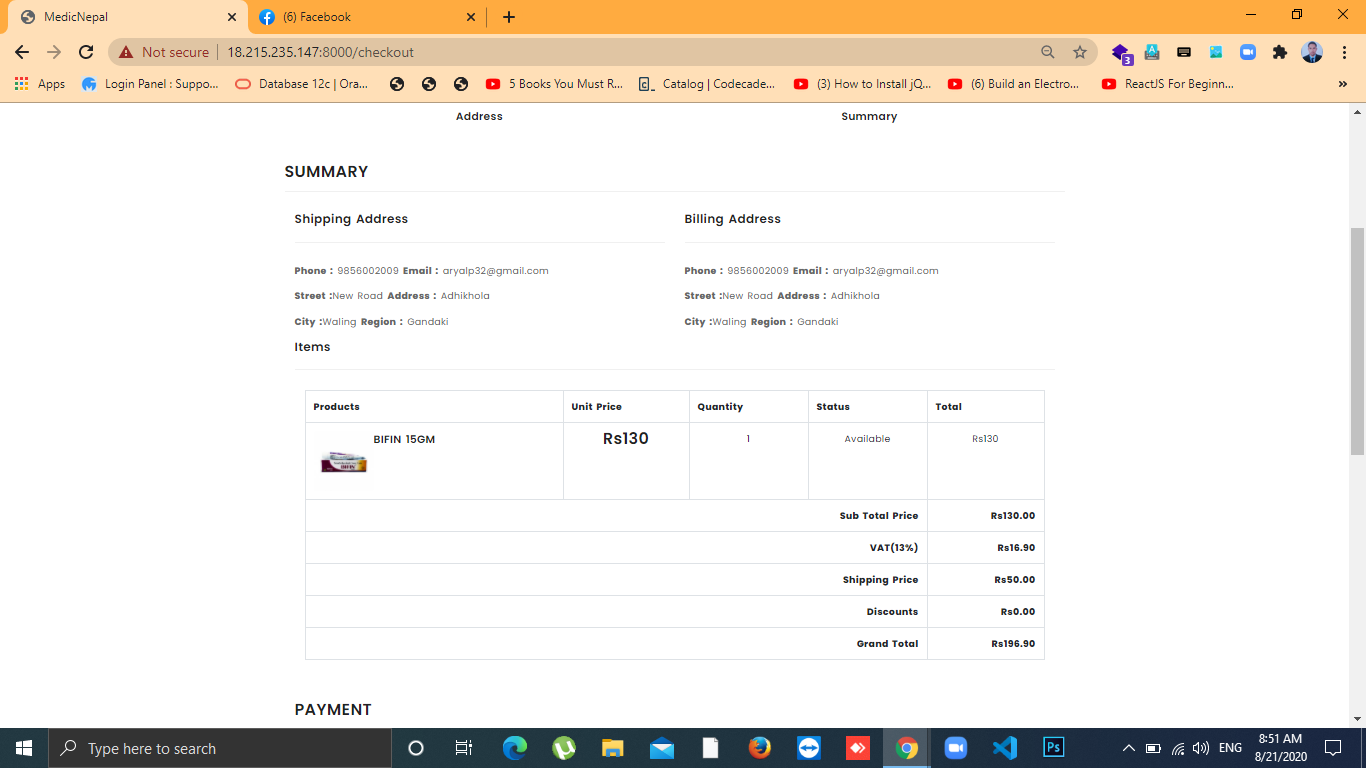 MedicNepal
(6) Facebook
Not secure
18.215.235.147:8000/checkout
3
Apps
Login Panel : Suppo...
Database 12c | Ora...
5 Books You Must R...
Catalog | Codecade...
(3) How to Install jQ...
(6) Build an Electro...
ReactJS For Beginn...
Address Summary
SUMMARY
Shipping Address
Phone : 9856002009 Email : aryalp32@gmail.com
Street :New Road Address : Adhikhola
City :Waling Region : Gandaki
Billing Address
Phone : 9856002009 Email : aryalp32@gmail.com
Street :New Road Address : Adhikhola
City :Waling Region : Gandaki
Items
Products Unit Price Quantity Status Total
BIFIN 15GM Rs130 1 Available Rs130
BIFIN
Sub Total Price Rs130.00
VAT(13%) Rs16.90
Shipping Price Rs50.00
Discounts Rs0.00
Grand Total Rs196.90
PAYMENT
Type here to search
Ps
ENG
8:51 AM
8/21/2020